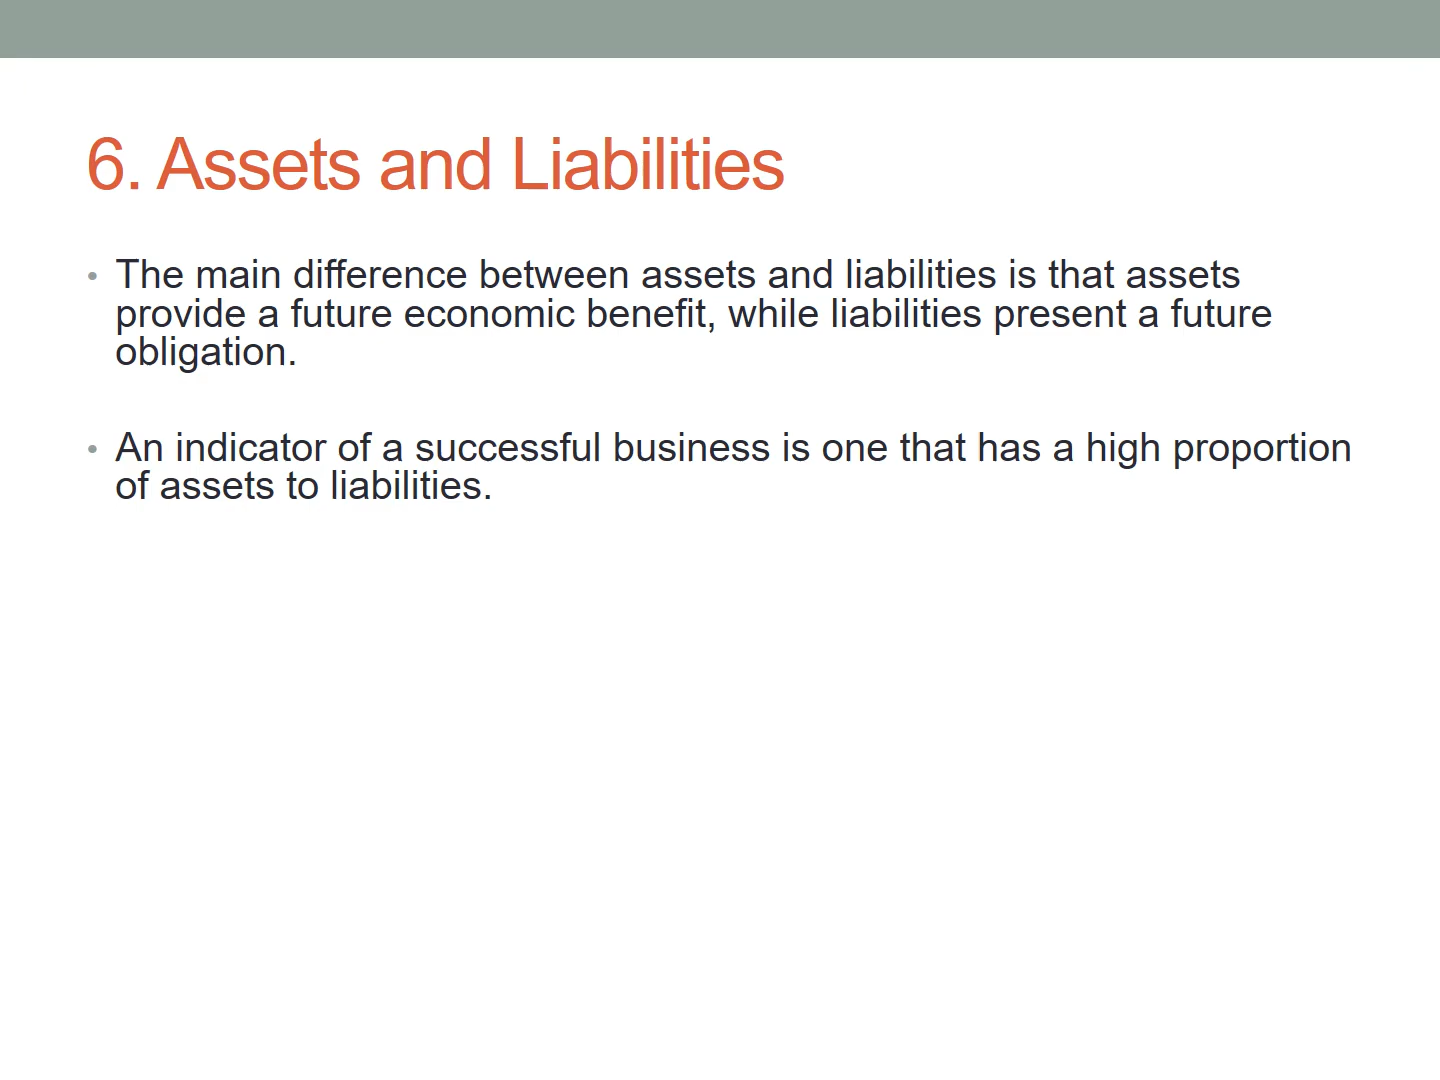 6. Assets and Liabilities
• The main difference between assets and liabilities is that assets
provide a future economic benefit, while liabilities present a future
obligation.
• An indicator of a successful business is one that has a high proportion
of assets to liabilities.